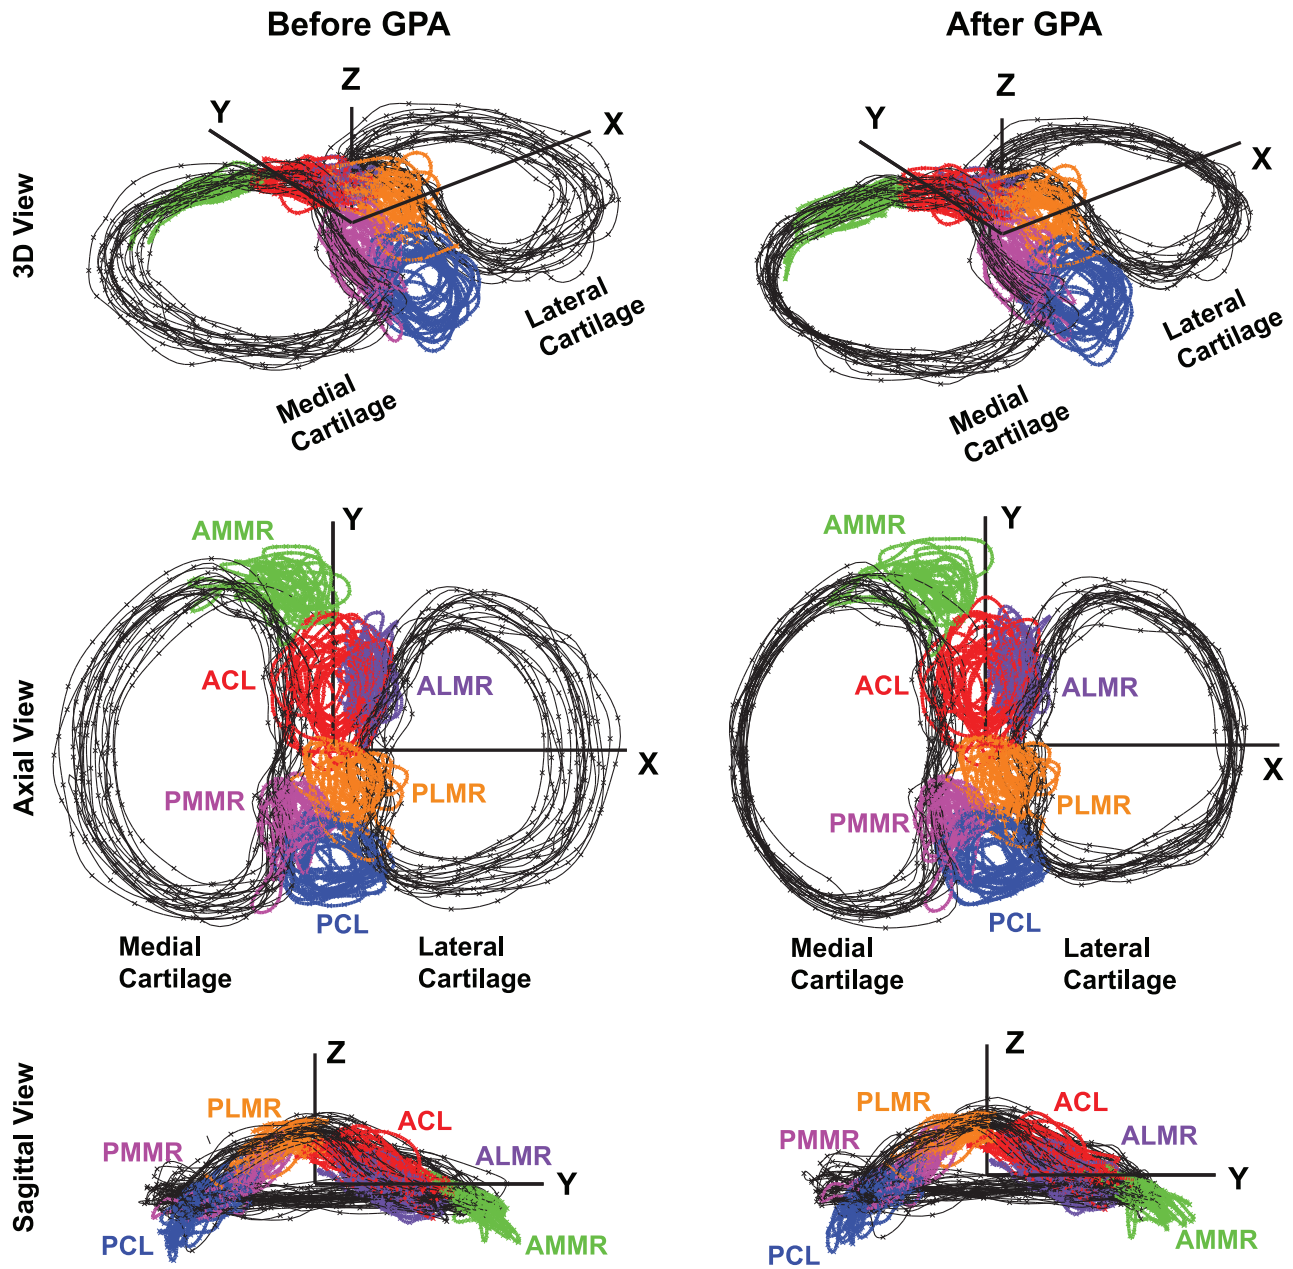 Before GPA
After GPA
3D View
Z
Y
X
Lateral
Cartilage
Medial
Cartilage
Z
Y
X
Lateral
Cartilage
Medial
Cartilage
Axial View
AMMR
Y
ACL
ALMR
X
PMMR
PLMR
PCL
Medial
Cartilage
Lateral
Cartilage
AMMR
Y
ACL
ALMR
X
PMMR
PLMR
PCL
Medial
Cartilage
Lateral
Cartilage
Sagittal View
Z
PLMR
ACL
PMMR
ALMR
Y
PCL
AMMR
Z
PLMR
ACL
PMMR
ALMR
Y
PCL
AMMR